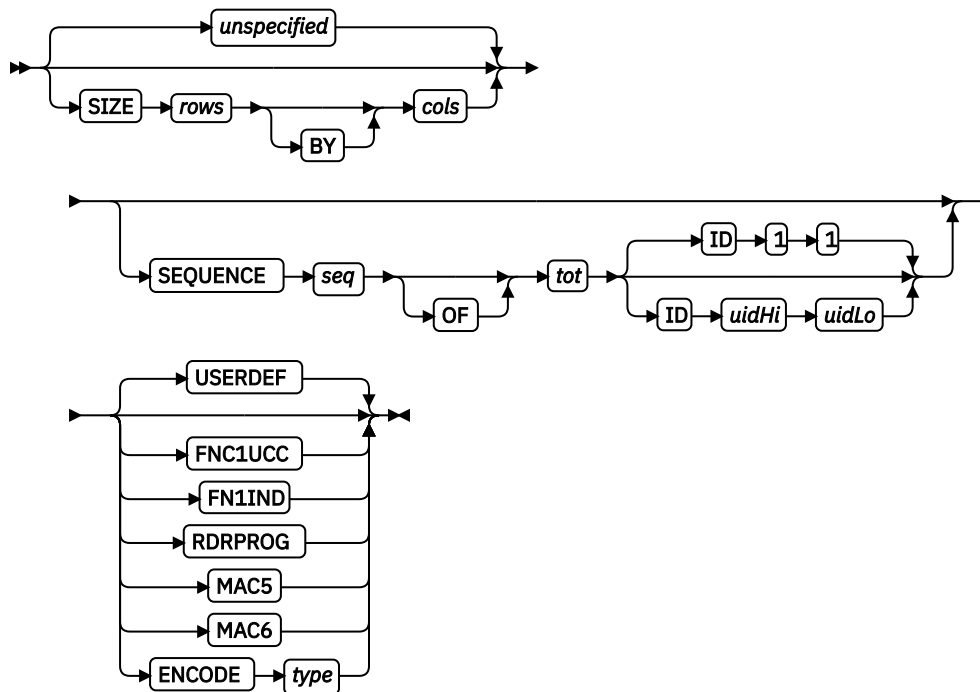 unspecified
SIZE rows cols
BY
ID 1 1
SEQUENCE seq tot
OF ID uidHi uidLo
USERDEF
FNC1UCC
FN1IND
RDRPROG
MAC5
MAC6
ENCODE type